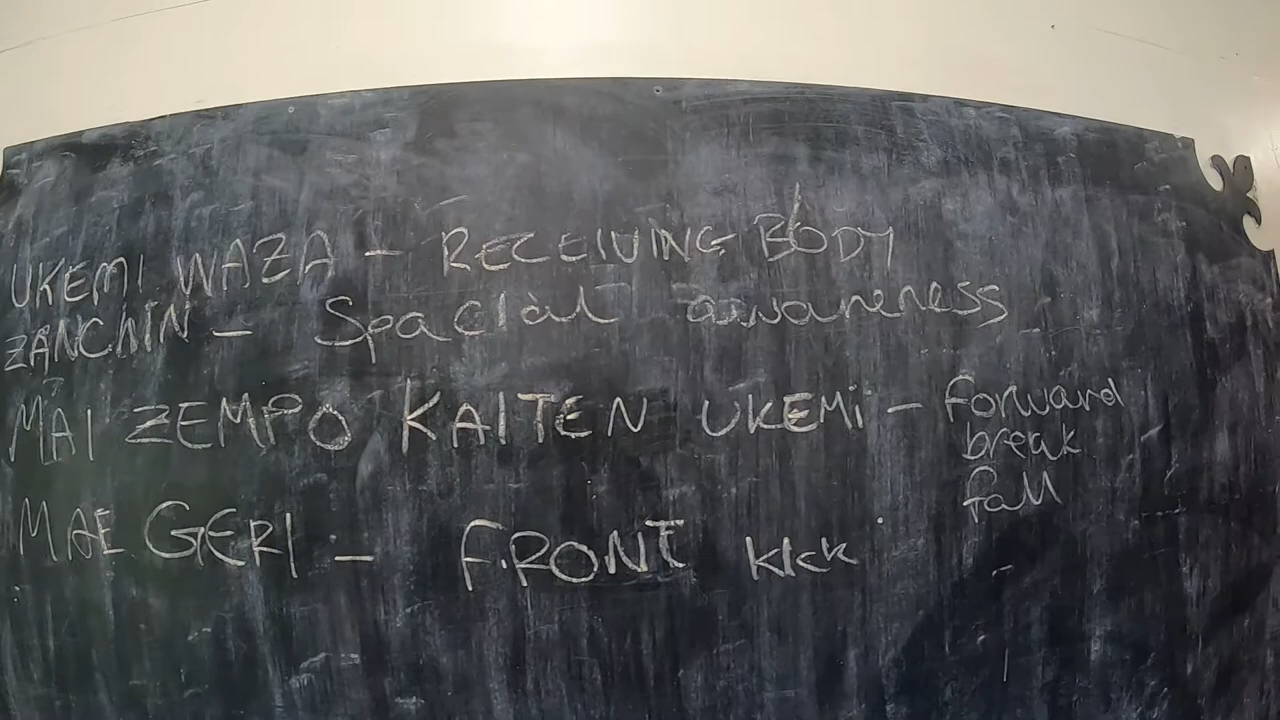 UKEMI WAZA - RECEIVING BODY
ZANCHIN - Spacial awareness
MAI ZEMPO KAITEN UKEMI - forward
break
fall
MAE GERI - FRONT kick